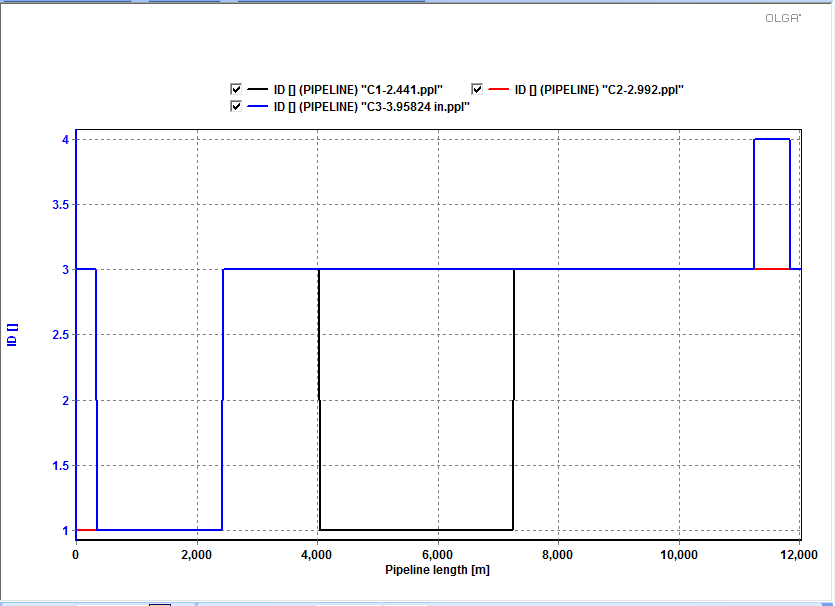 OLGA
ID [] (PIPELINE) "C1-2.441.ppl" ID [] (PIPELINE) "C2-2.992.ppl"
ID [] (PIPELINE) "C3-3.95824 in.ppl"
4
3.5
3
2.5
2
1.5
1
ID []
0 2,000 4,000 6,000 8,000 10,000 12,000
Pipeline length [m]